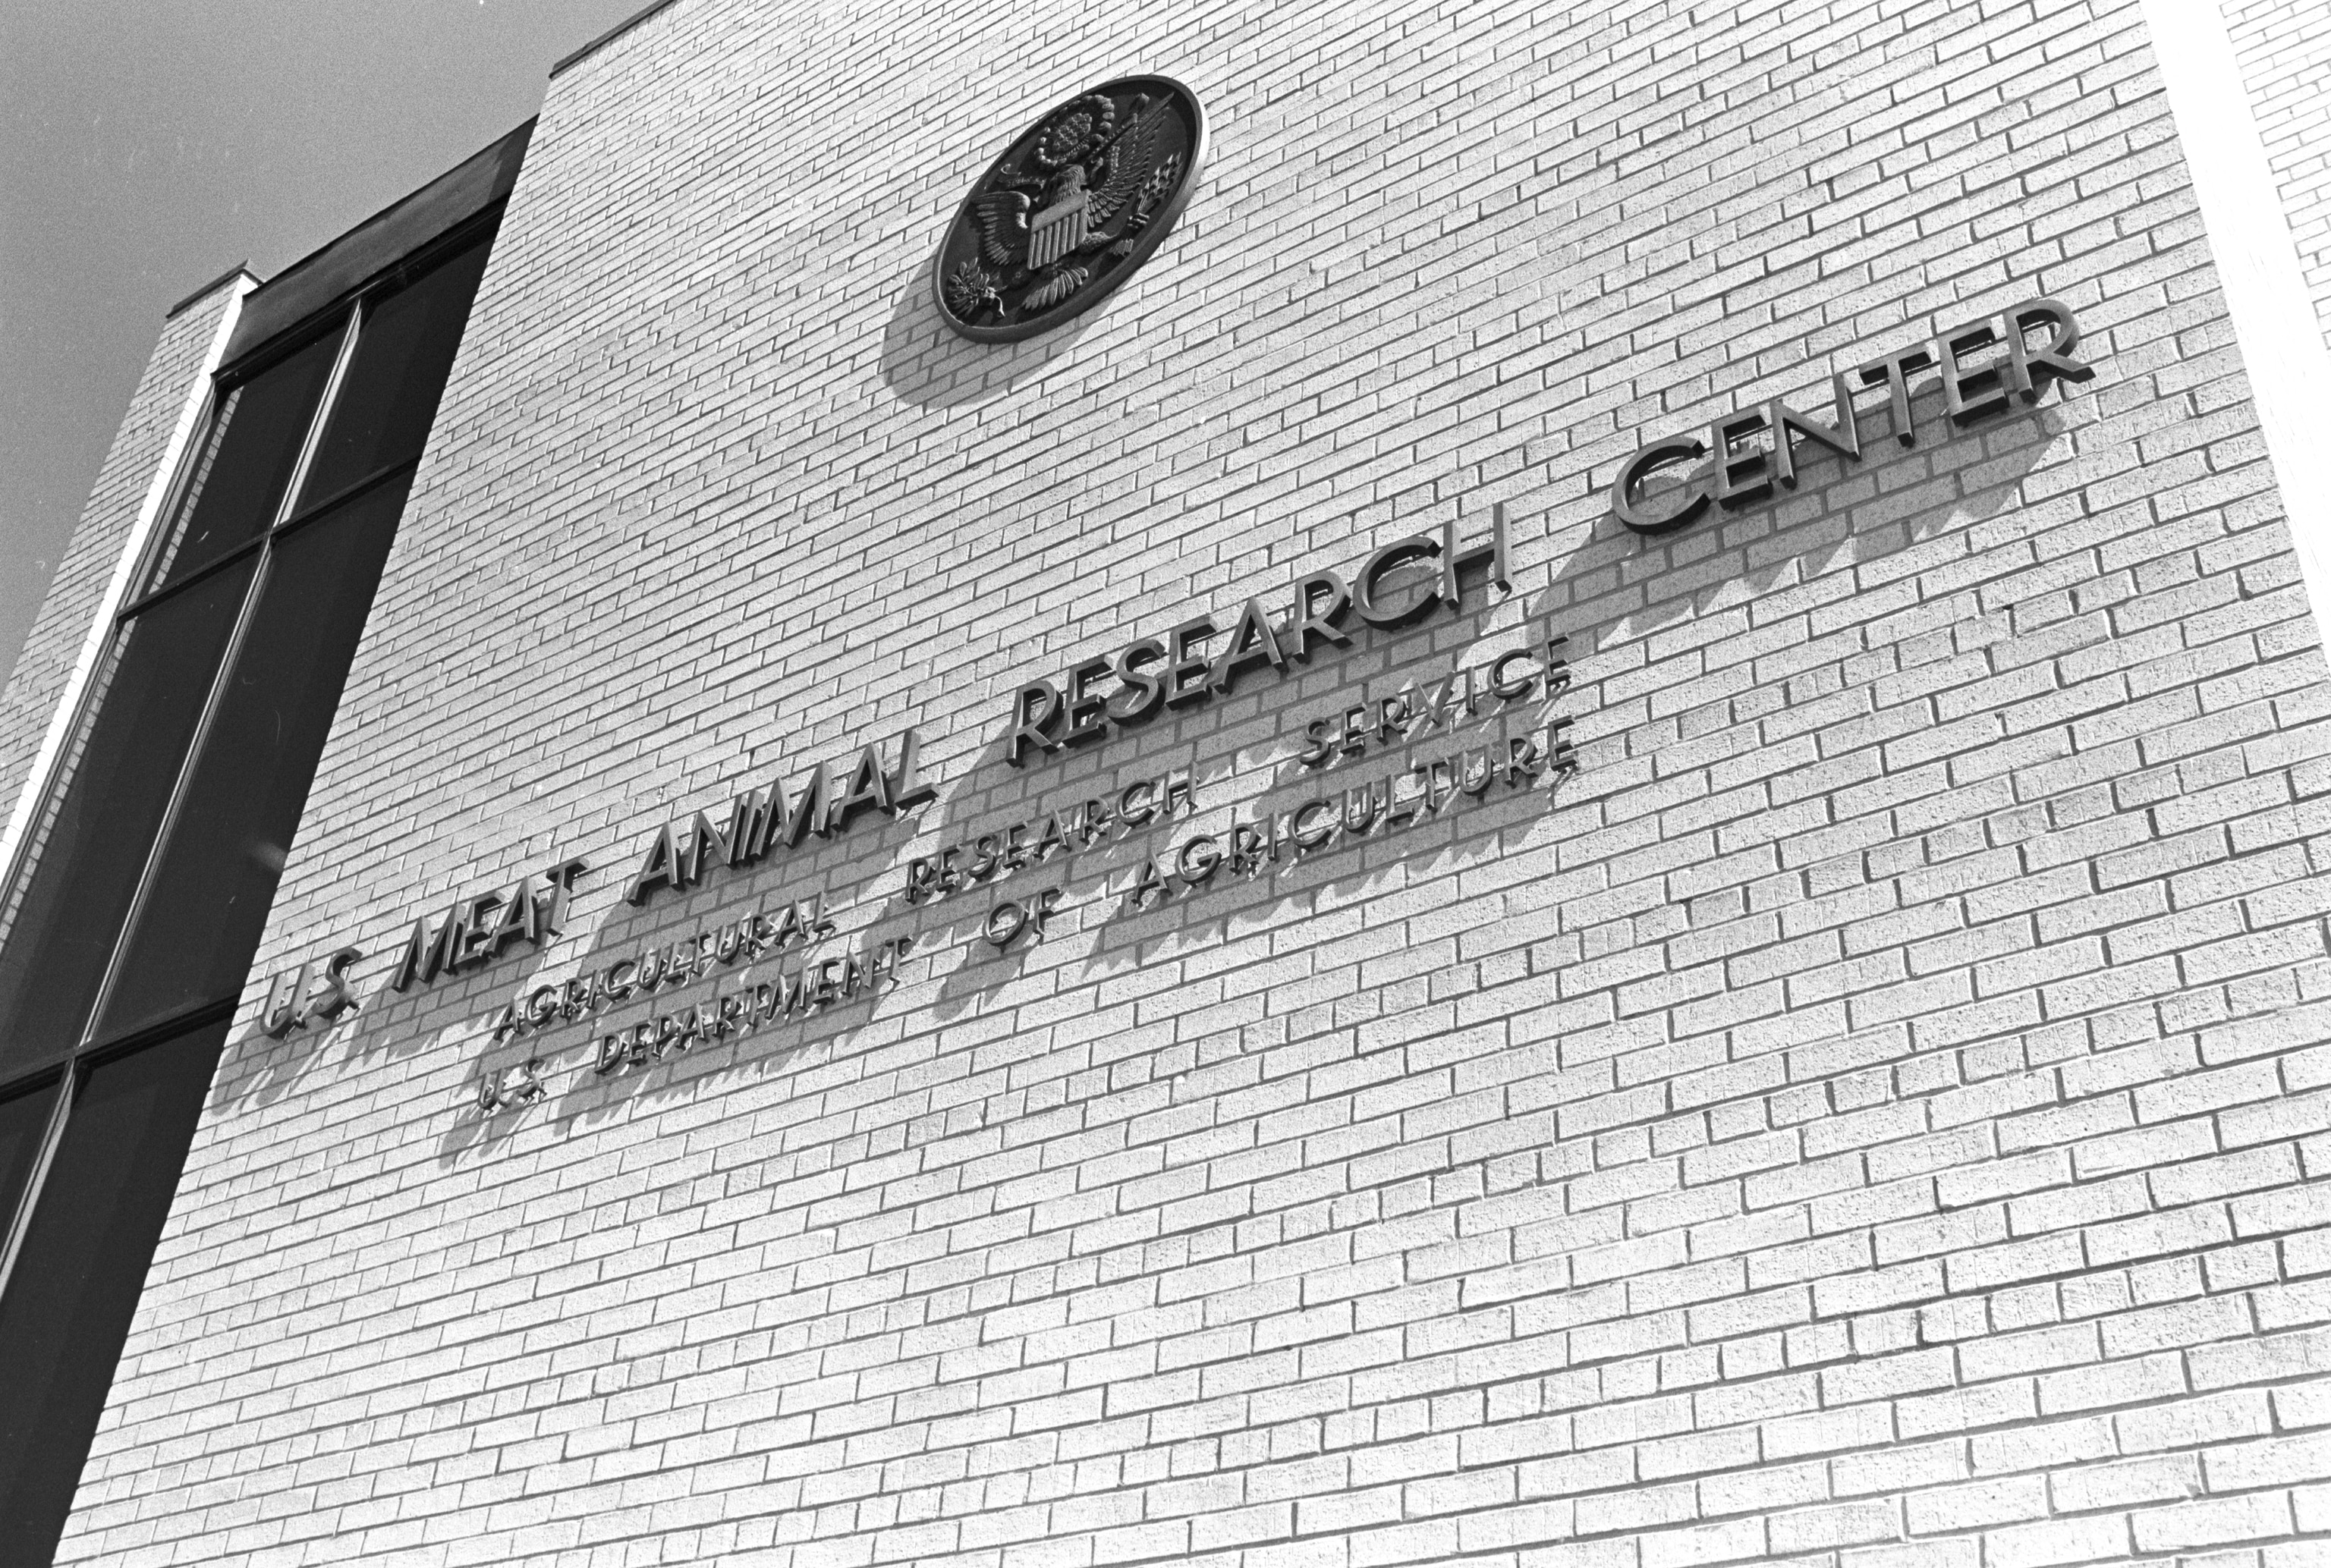 U.S. MEAT ANIMAL RESEARCH CENTER
AGRICULTURAL RESEARCH SERVICE
U.S. DEPARTMENT OF AGRICULTURE